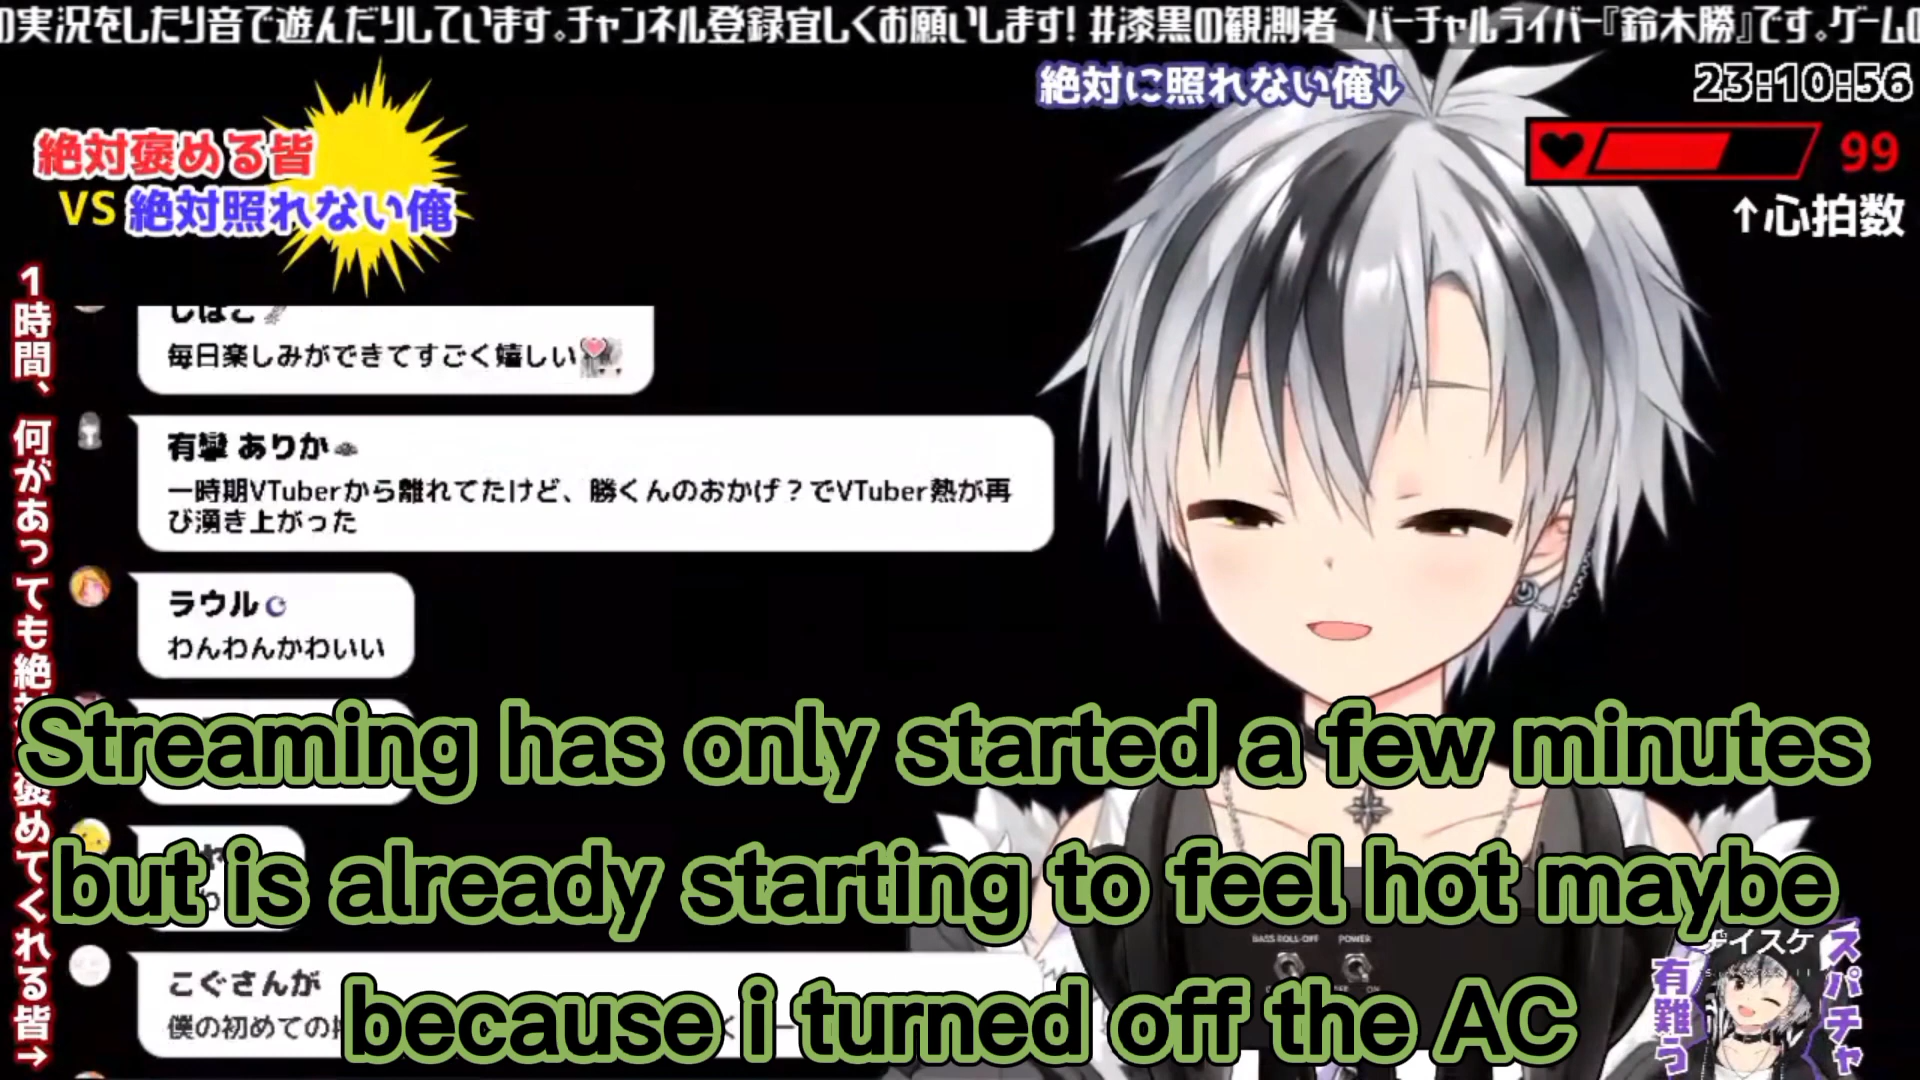 の実況をしたり音で遊んだりしています。チャンネル登録宜しくお願いします! #漆黒の観測者 バーチャルライバー『鈴木勝』です。ゲームの
絶対に照れない俺↓
23:10:56
絶対褒める皆
VS 絶対照れない俺
99
↑心拍数
1時間、何があっても絶対褒めてくれる皆→
しばこ
毎日楽しみができてすごく嬉しい
有轡 ありか
一時期VTuberから離れてたけど、勝くんのおかげ?でVTuber熱が再
び湧き上がった
ラウル
わんわんかわいい
Streaming has only started a few minutes
but is already starting to feel hot maybe
because i turned off the AC
BASS ROLL-OFF POWER
こぐさんが
僕の初めての
スパチャ
有難う